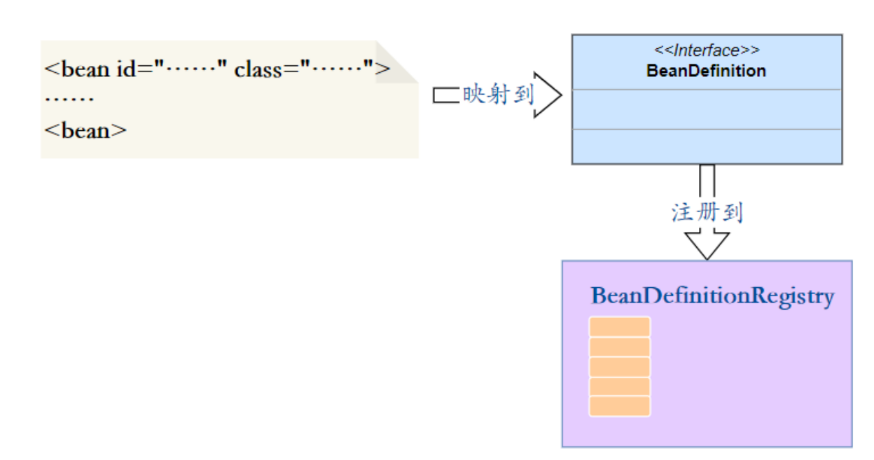 <bean id="······" class="······">
······
<bean>
映射到
<<Interface>>
BeanDefinition
注册到
BeanDefinitionRegistry